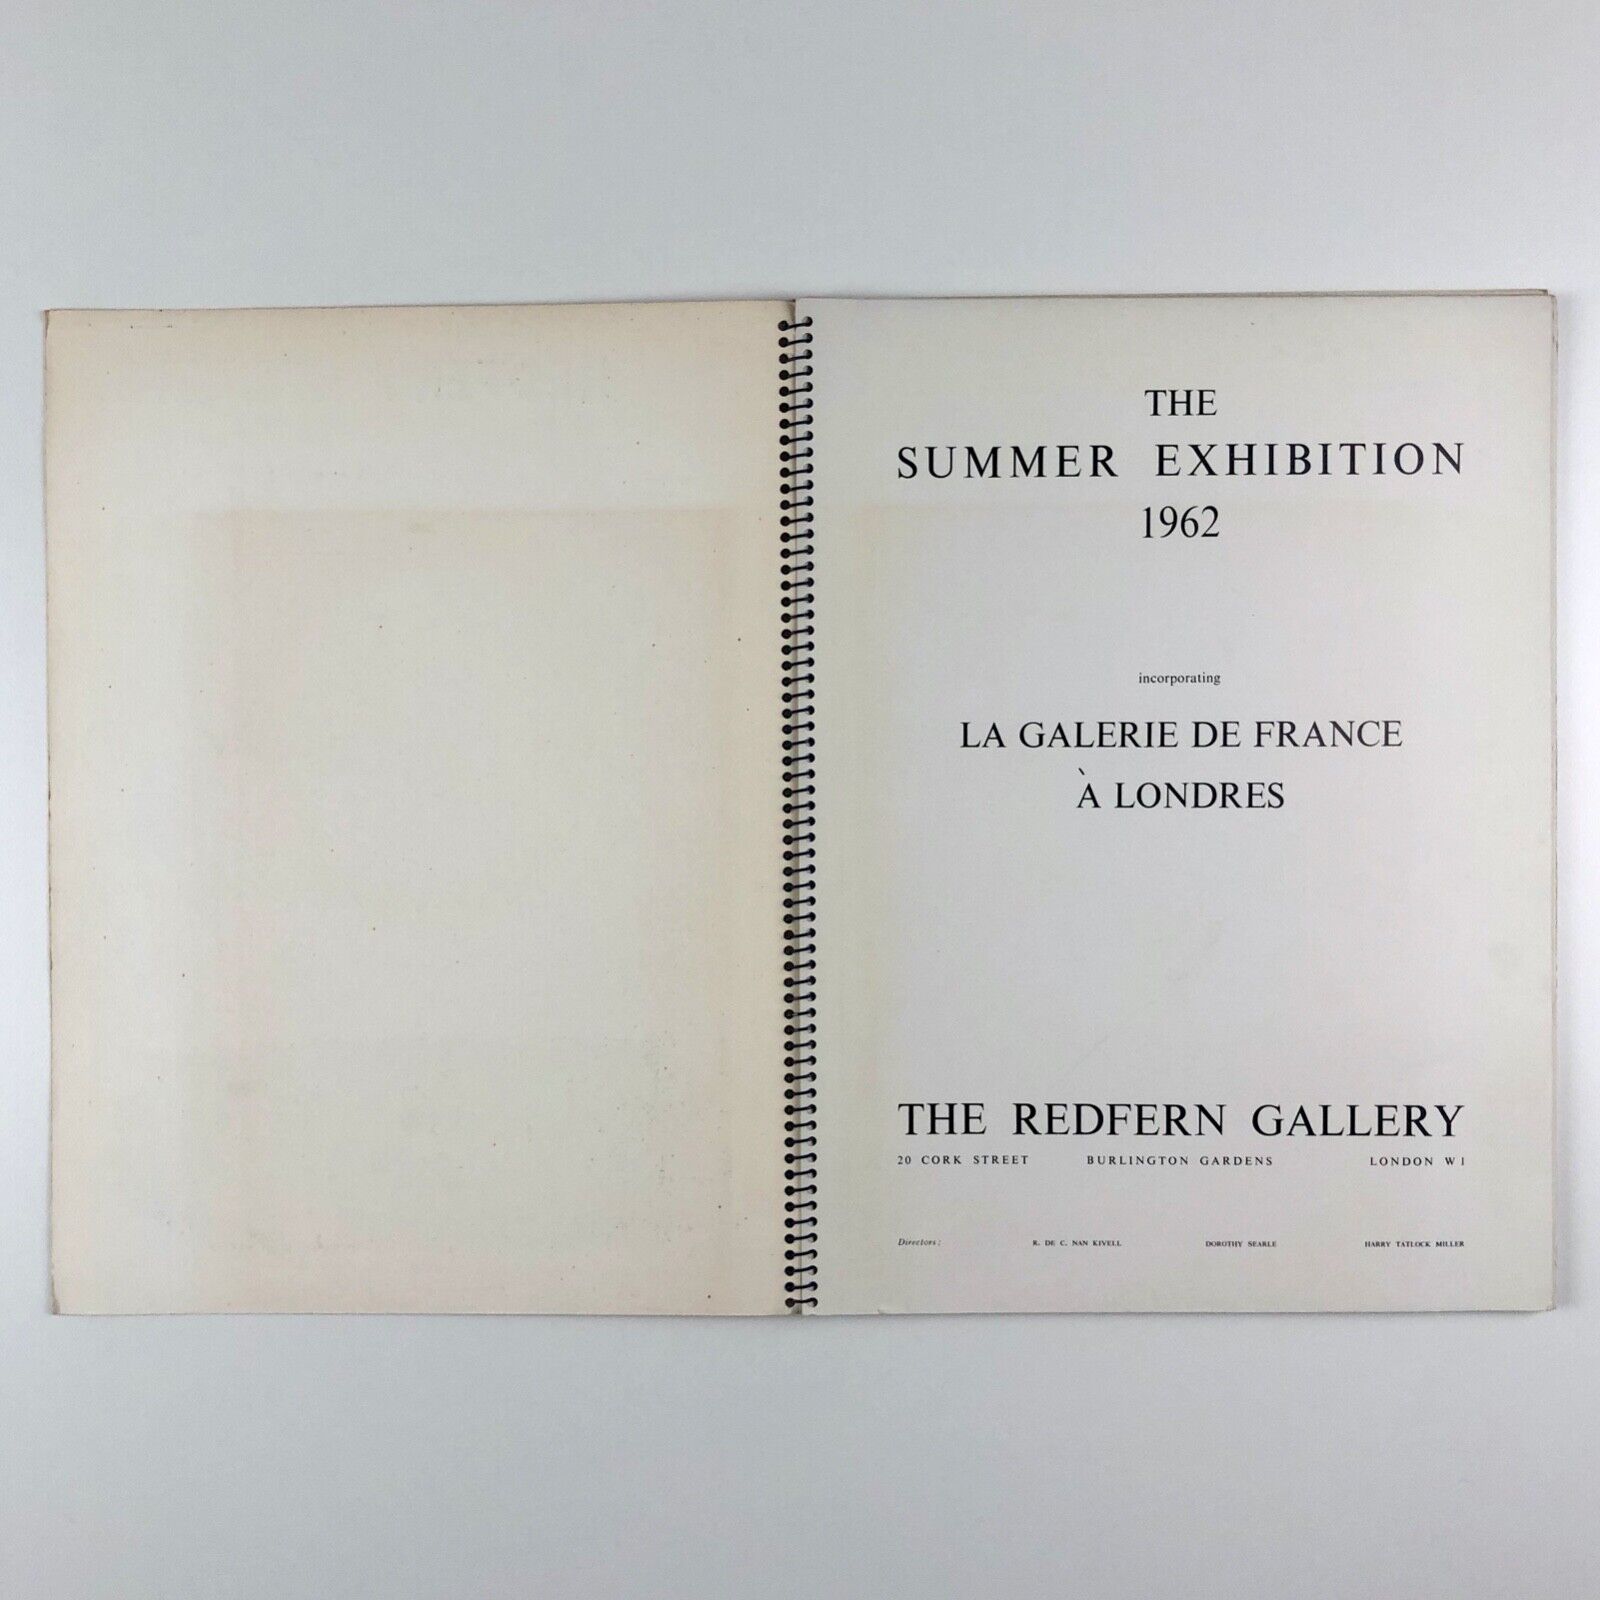 THE
SUMMER EXHIBITION
1962
incorporating
LA GALERIE DE FRANCE
À LONDRES
THE REDFERN GALLERY
20 CORK STREET BURLINGTON GARDENS LONDON W1
Directors: R. DE C. NAN KIVELL DOROTHY SEARLE HARRY TATLOCK MILLER